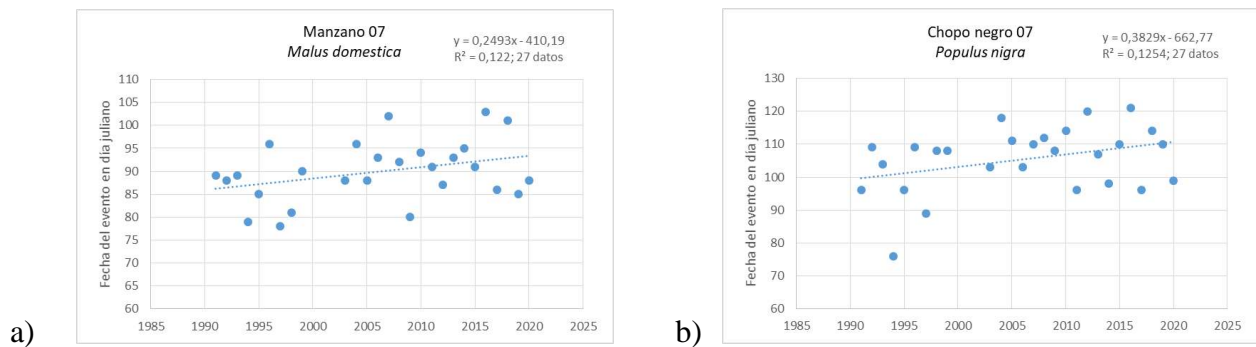 Manzano 07
Malus domestica
y = 0,2493x - 410,19
R² = 0,122; 27 datos
Fecha del evento en día juliano
110
105
100
95
90
85
80
75
70
65
60
1985 1990 1995 2000 2005 2010 2015 2020 2025
a)
Chopo negro 07
Populus nigra
y = 0,3829x - 662,77
R² = 0,1254; 27 datos
Fecha del evento en día juliano
130
120
110
100
90
80
70
60
1985 1990 1995 2000 2005 2010 2015 2020 2025
b)